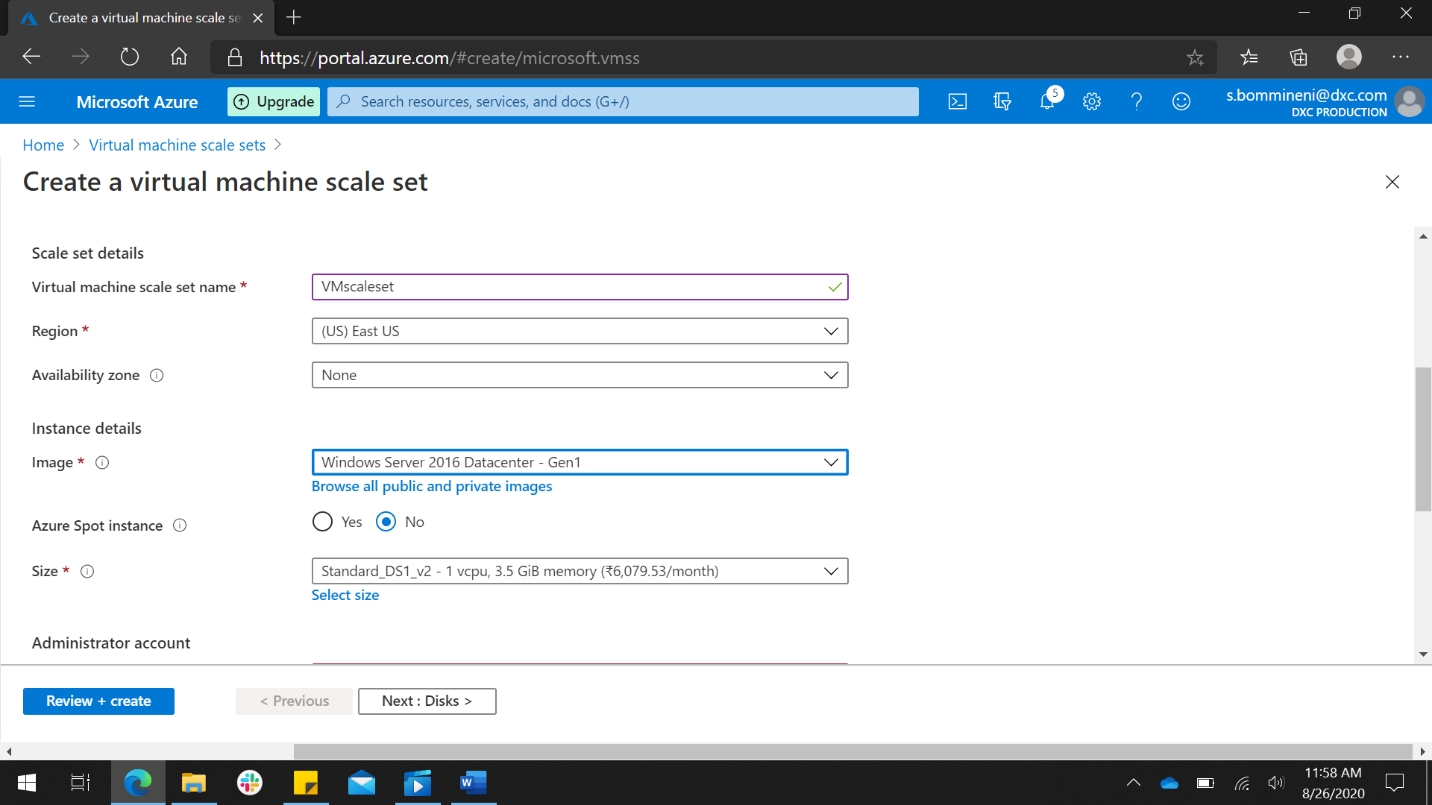 Create a virtual machine scale se
https://portal.azure.com/#create/microsoft.vmss
Microsoft Azure
Upgrade
Search resources, services, and docs (G+/)
5
s.bommineni@dxc.com
DXC PRODUCTION
Home > Virtual machine scale sets >
Create a virtual machine scale set
Scale set details
Virtual machine scale set name *
VMscaleset
Region *
(US) East US
Availability zone
None
Instance details
Image *
Windows Server 2016 Datacenter - Gen1
Browse all public and private images
Azure Spot instance
Yes No
Size *
Standard_DS1_v2 - 1 vcpu, 3.5 GiB memory (₹6,079.53/month)
Select size
Administrator account
Review + create
< Previous
Next : Disks >
11:58 AM
8/26/2020